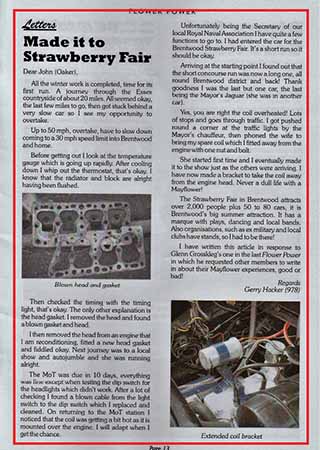 FLOWER POWER
Letters
Made it to
Strawberry Fair
Dear John (Oaker),
All the winter work is completed, time for its
first run. A journey through the Essex
countryside of about 20 miles. All seemed okay,
the last few miles to go, then got stuck behind a
very slow car so I see my opportunity to
overtake.
Up to 50 mph, overtake, have to slow down
coming to a 30 mph speed limit into Brentwood
and home.
Before getting out I look at the temperature
gauge which is going up rapidly. After cooling
down I whip out the thermostat, that's okay. I
know that the radiator and block are alright
having been flushed.
Blown head and gasket
Then checked the timing with the timing
light, that's okay. The only other explanation is
the head gasket. I removed the head and found
a blown gasket and head.
I then removed the head from an engine that
I am reconditioning, fitted a new head gasket
and fiddled okay. Next journey was to a local
show and autojumble and she was running
alright.
The MoT was due in 10 days, everything
was fine except when testing the dip switch for
the headlights which didn't work. After a lot of
checking I found a blown cable from the light
switch to the dip switch which I replaced and
cleaned. On returning to the MoT station I
noticed that the coil was getting a bit hot as it is
mounted over the engine. I will adapt when I
get the chance.
Unfortunately being the Secretary of our
local Royal Naval Association I have quite a few
functions to go to. I had entered the car for the
Brentwood Strawberry Fair. It's a short run so it
should be okay.
Arriving at the starting point I found out that
the short concourse run was now a long one, all
round Brentwood district and back! Thank
goodness I was the last but one car, the last
being the Mayor's Jaguar (she was in another
car).
Yes, you are right the coil overheated! Lots
of stops and goes through traffic. I got pushed
round a corner at the traffic lights by the
Mayor's chauffeur, then phoned the wife to
bring my spare coil which I fitted away from the
engine with one nut and bolt.
She started first time and I eventually made
it to the show just as the others were arriving. I
have now made a bracket to take the coil away
from the engine head. Never a dull life with a
Mayflower!
The Strawberry Fair in Brentwood attracts
over 2,000 people plus 50 to 80 cars, it is
Brentwood's big summer attraction. It has a
marque with plays, dancing and local bands.
Also organisations, such as ex military and local
clubs have stands, so I had to be there!
I have written this article in response to
Glenn Grosskleg's one in the last Flower Power
in which he requested other members to write
in about their Mayflower experiences, good or
bad!
Regards
Gerry Hacker (978)
Extended coil bracket
Page 13